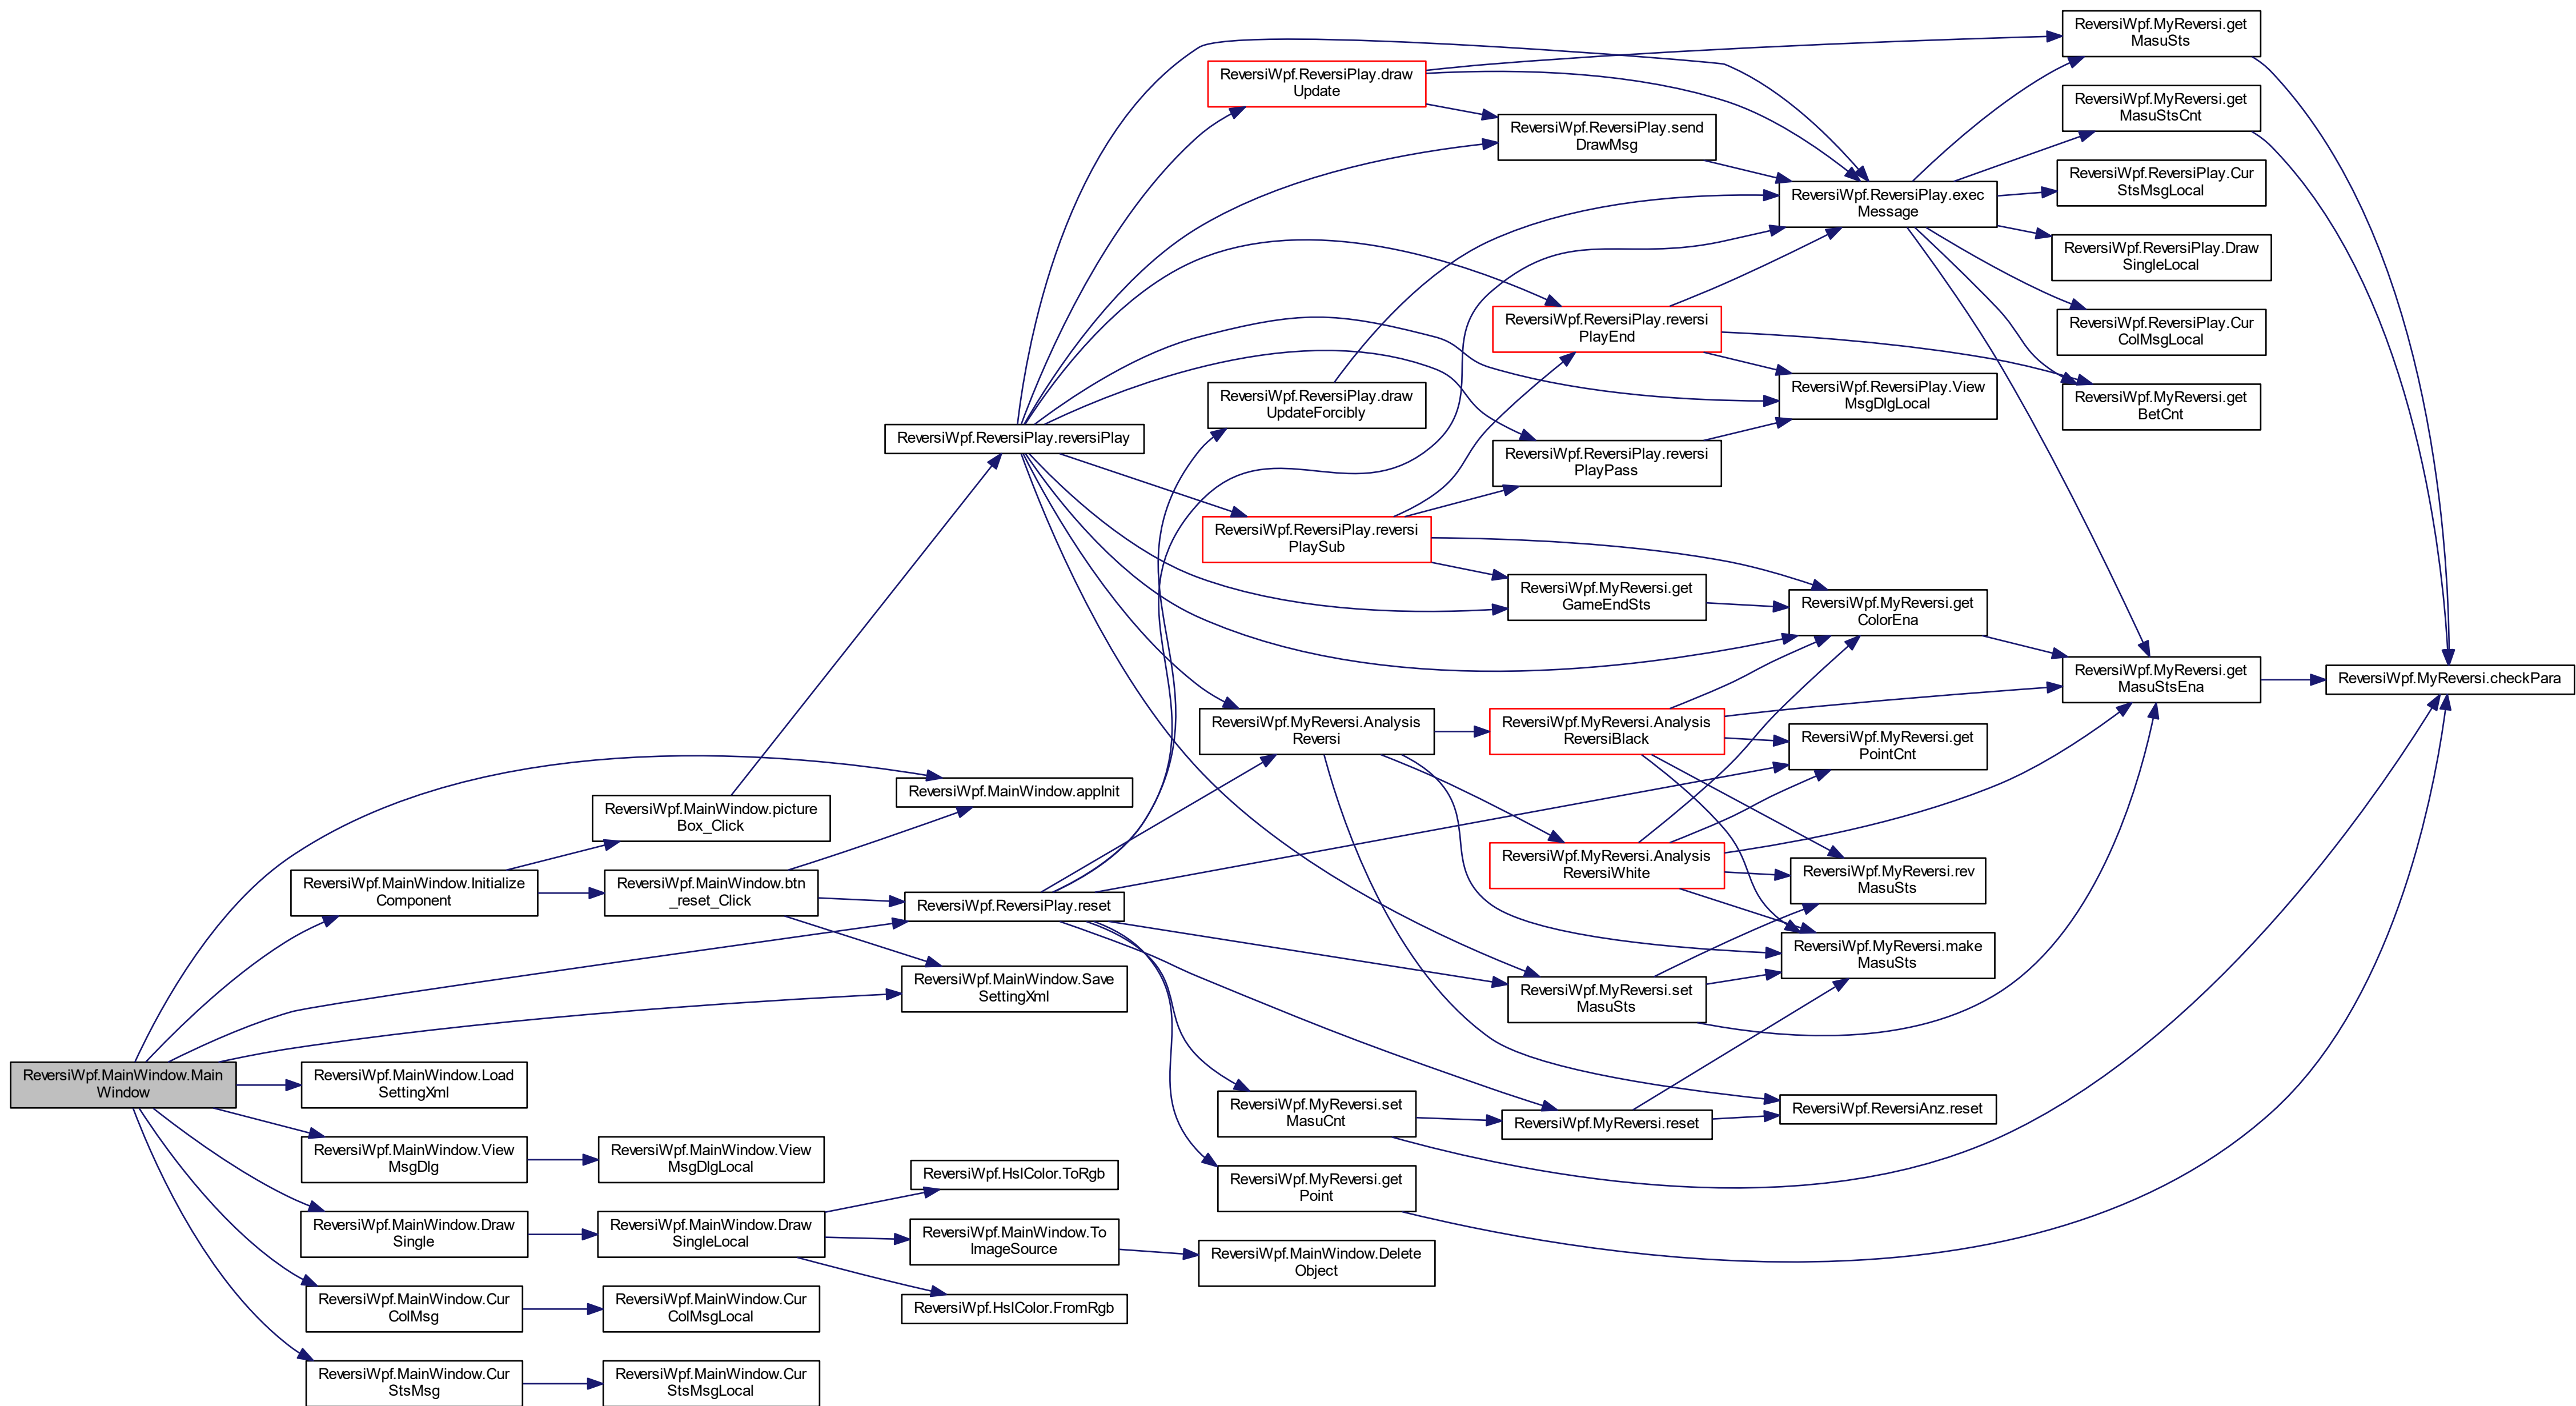 ReversiWpf.MainWindow.Main
Window
ReversiWpf.MainWindow.Initialize
Component
ReversiWpf.MainWindow.Load
SettingXml
ReversiWpf.MainWindow.View
MsgDlg
ReversiWpf.MainWindow.Draw
Single
ReversiWpf.MainWindow.Cur
ColMsg
ReversiWpf.MainWindow.Cur
StsMsg
ReversiWpf.MainWindow.picture
Box_Click
ReversiWpf.MainWindow.btn
_reset_Click
ReversiWpf.MainWindow.View
MsgDlgLocal
ReversiWpf.MainWindow.Draw
SingleLocal
ReversiWpf.MainWindow.Cur
ColMsgLocal
ReversiWpf.MainWindow.Cur
StsMsgLocal
ReversiWpf.ReversiPlay.reversiPlay
ReversiWpf.MainWindow.appInit
ReversiWpf.ReversiPlay.reset
ReversiWpf.MainWindow.Save
SettingXml
ReversiWpf.HslColor.ToRgb
ReversiWpf.MainWindow.To
ImageSource
ReversiWpf.HslColor.FromRgb
ReversiWpf.ReversiPlay.draw
Update
ReversiWpf.ReversiPlay.draw
UpdateForcibly
ReversiWpf.ReversiPlay.reversi
PlaySub
ReversiWpf.MyReversi.Analysis
Reversi
ReversiWpf.MyReversi.set
MasuCnt
ReversiWpf.MyReversi.get
Point
ReversiWpf.MainWindow.Delete
Object
ReversiWpf.ReversiPlay.send
DrawMsg
ReversiWpf.ReversiPlay.reversi
PlayEnd
ReversiWpf.ReversiPlay.reversi
PlayPass
ReversiWpf.MyReversi.get
GameEndSts
ReversiWpf.MyReversi.Analysis
ReversiBlack
ReversiWpf.MyReversi.Analysis
ReversiWhite
ReversiWpf.MyReversi.set
MasuSts
ReversiWpf.MyReversi.reset
ReversiWpf.ReversiPlay.exec
Message
ReversiWpf.ReversiPlay.View
MsgDlgLocal
ReversiWpf.MyReversi.get
ColorEna
ReversiWpf.MyReversi.get
PointCnt
ReversiWpf.MyReversi.rev
MasuSts
ReversiWpf.MyReversi.make
MasuSts
ReversiWpf.ReversiAnz.reset
ReversiWpf.MyReversi.get
MasuSts
ReversiWpf.MyReversi.get
MasuStsCnt
ReversiWpf.ReversiPlay.Cur
StsMsgLocal
ReversiWpf.ReversiPlay.Draw
SingleLocal
ReversiWpf.ReversiPlay.Cur
ColMsgLocal
ReversiWpf.MyReversi.get
BetCnt
ReversiWpf.MyReversi.get
MasuStsEna
ReversiWpf.MyReversi.checkPara